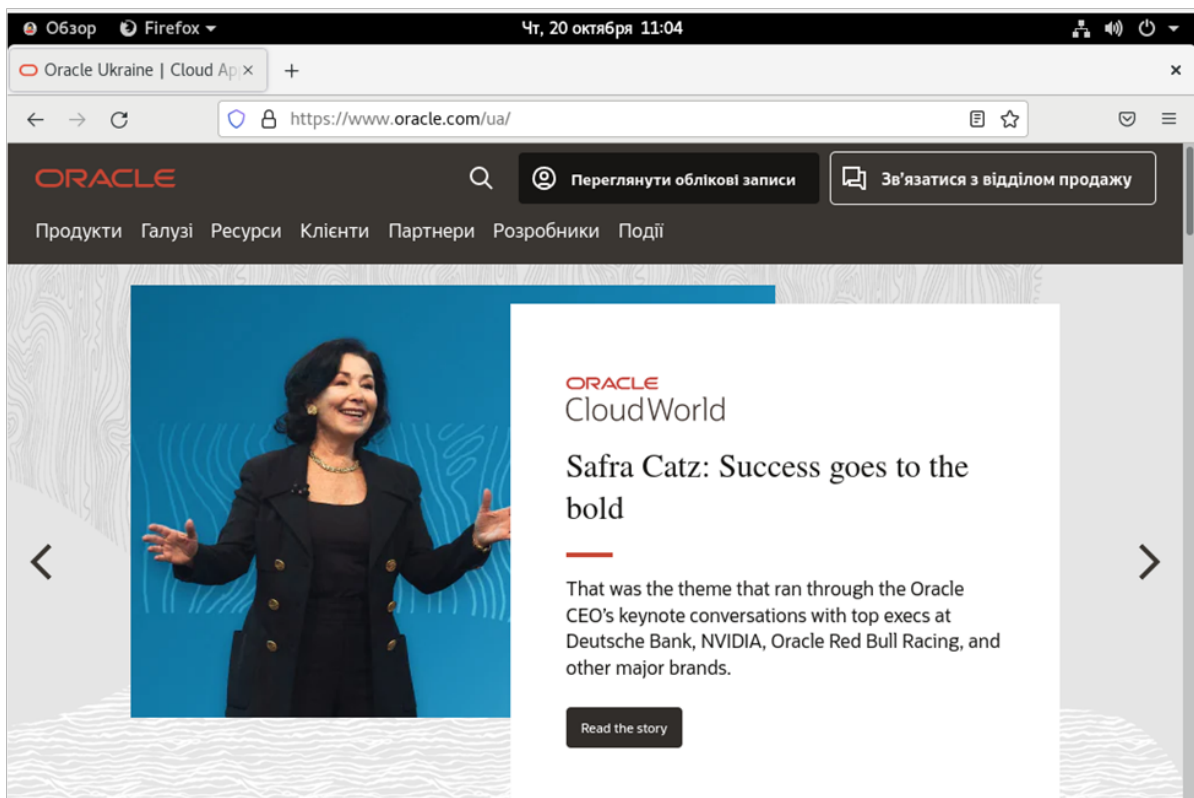 Обзор Firefox Чт, 20 октября 11:04
Oracle Ukraine | Cloud Ap
https://www.oracle.com/ua/
ORACLE Переглянути облікові записи Зв'язатися з відділом продажу
Продукти Галузі Ресурси Клієнти Партнери Розробники Події
ORACLE
CloudWorld
Safra Catz: Success goes to the
bold
That was the theme that ran through the Oracle
CEO's keynote conversations with top execs at
Deutsche Bank, NVIDIA, Oracle Red Bull Racing, and
other major brands.
Read the story